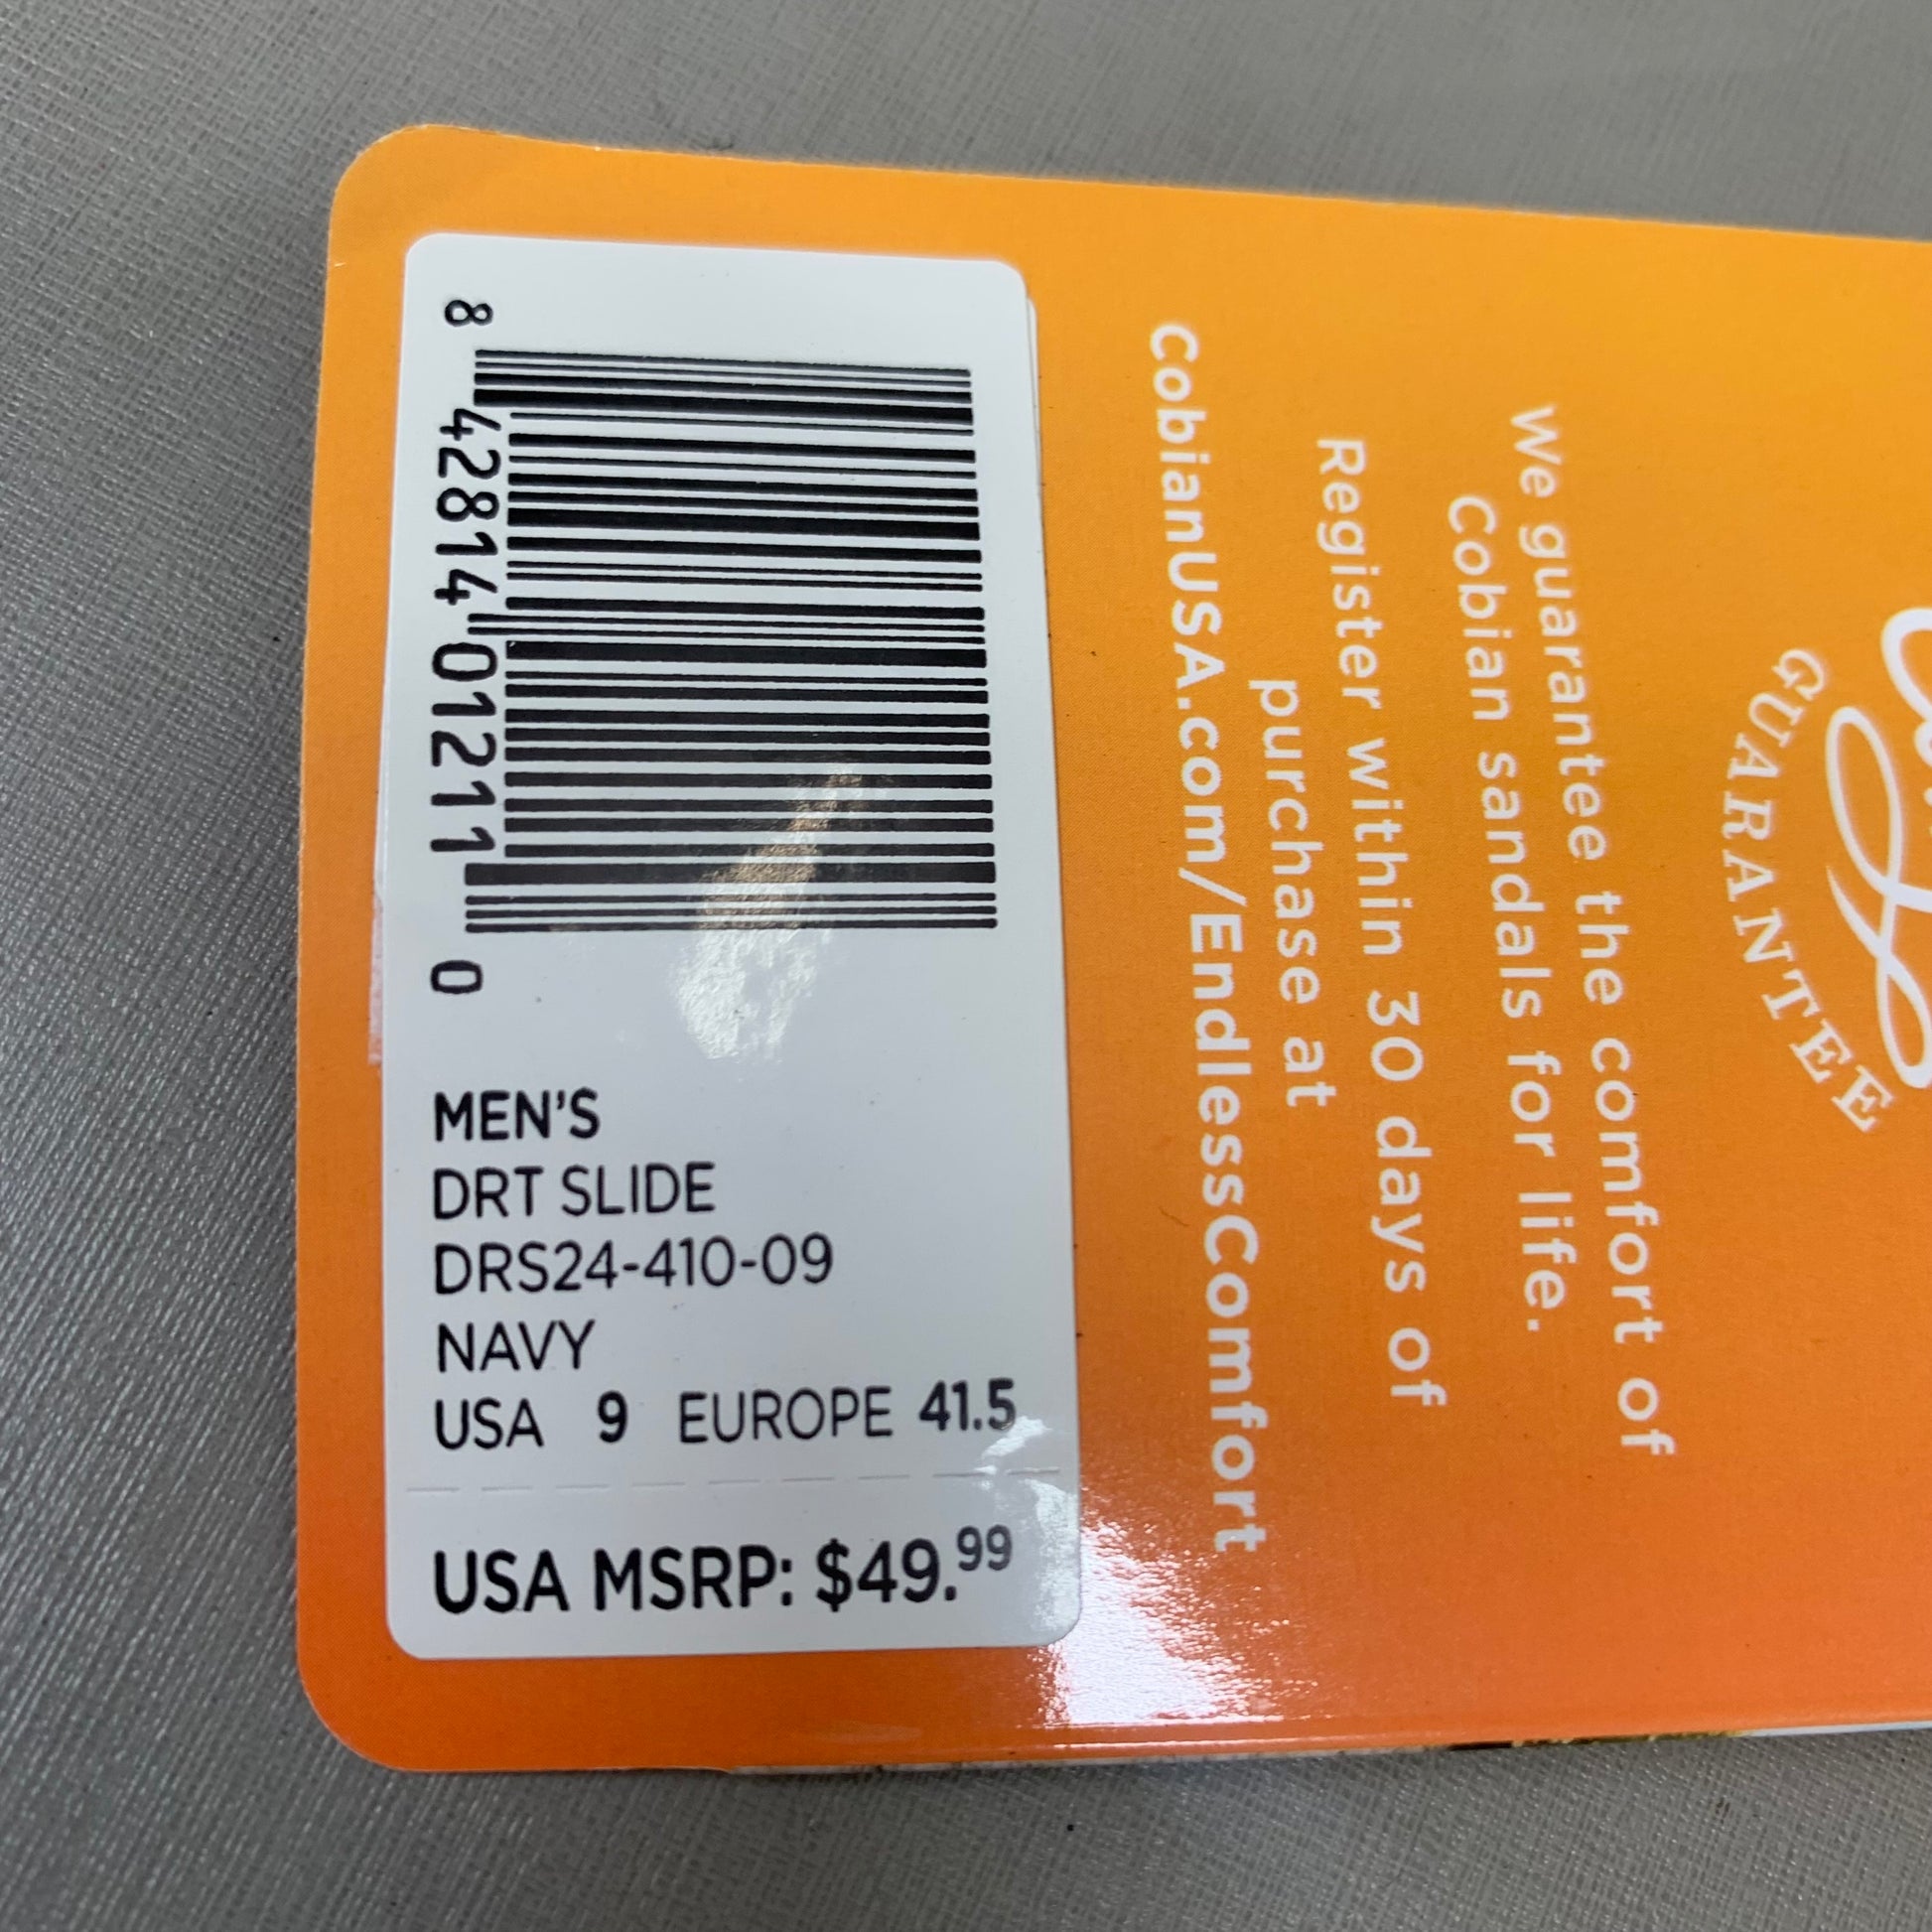 8 42814 01211 0
MEN'S
DRT SLIDE
DRS24-410-09
NAVY
USA 9 EUROPE 41.5
USA MSRP: $49.99
GUARANTEE
We guarantee the comfort of
Cobian sandals for life.
Register within 30 days of
purchase at
cobianUSA.com/EndlessComfort